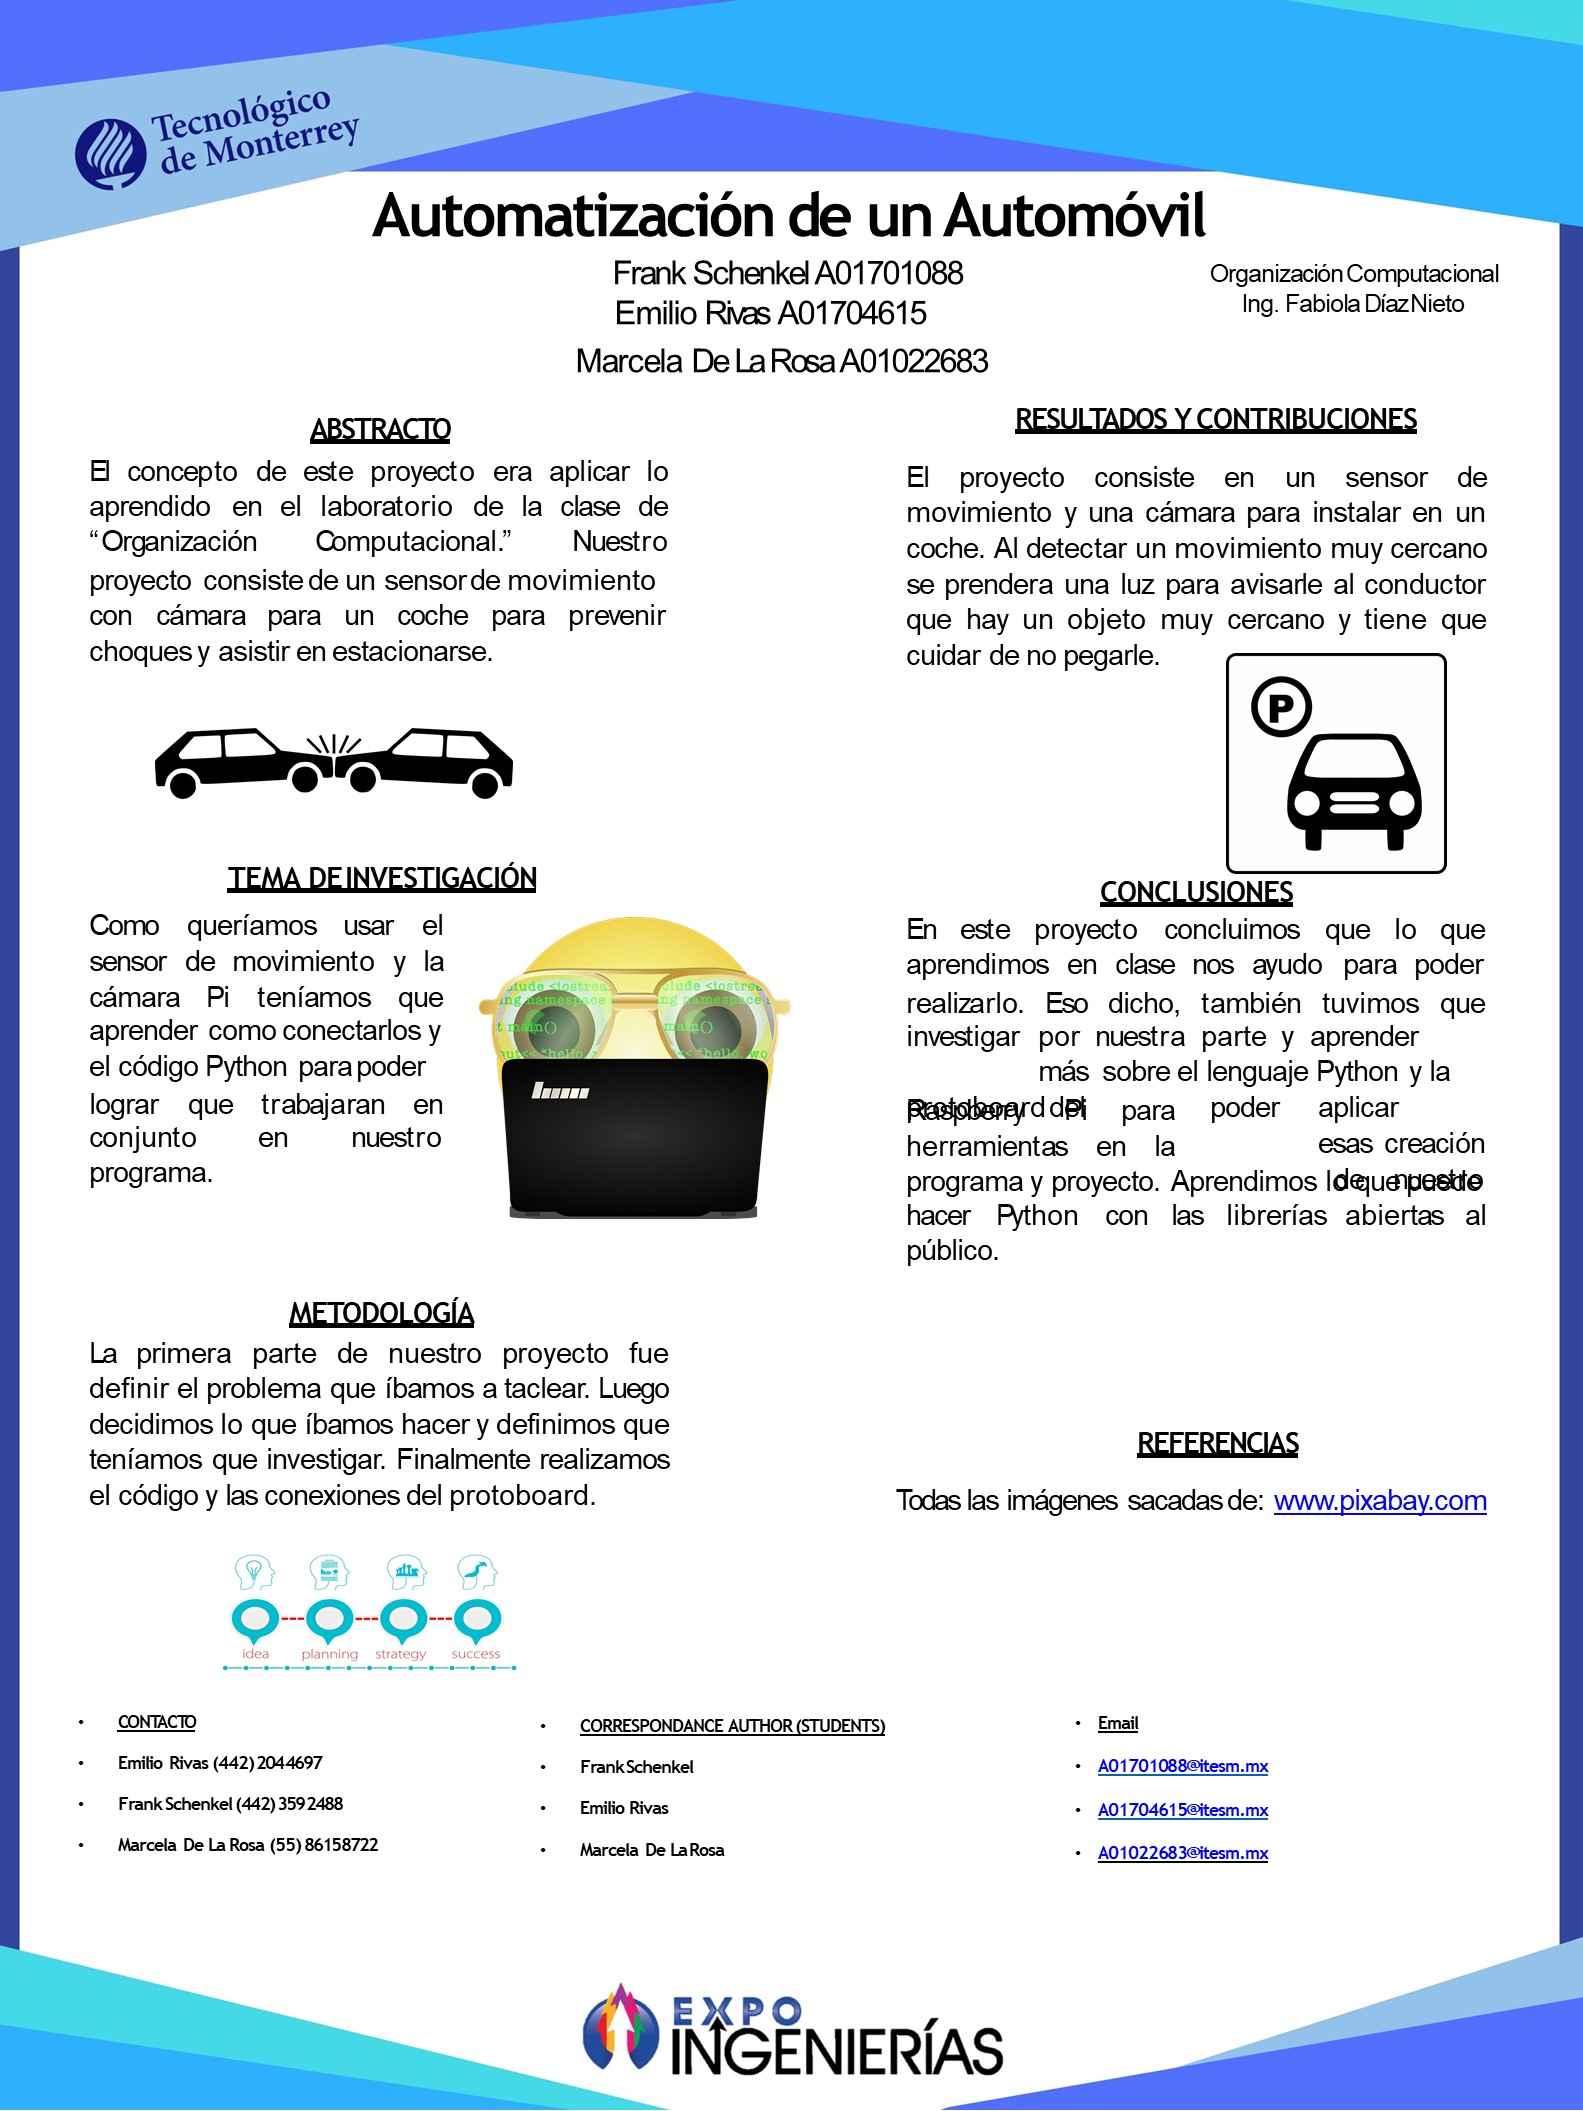 Tecnológico
de Monterrey
Automatización de un Automóvil
Frank Schenkel A01701088
Emilio Rivas A01704615
Marcela De La Rosa A01022683
Organización Computacional
Ing. Fabiola Díaz Nieto
ABSTRACTO
El concepto de este proyecto era aplicar lo
aprendido en el laboratorio de la clase de
“Organización Computacional.” Nuestro
proyecto consiste de un sensor de movimiento
con cámara para un coche para prevenir
choques y asistir en estacionarse.
TEMA DE INVESTIGACIÓN
Como queríamos usar el
sensor de movimiento y la
cámara Pi teníamos que
aprender como conectarlos y
el código Python para poder
lograr que trabajaran en
conjunto en nuestro
programa.
clude <iostrea
ng namespace
t main()
out<< "hello,
clude <iostre
ng namespace s
main()
<< "hello, wo
METODOLOGÍA
La primera parte de nuestro proyecto fue
definir el problema que íbamos a taclear. Luego
decidimos lo que íbamos hacer y definimos que
teníamos que investigar. Finalmente realizamos
el código y las conexiones del protoboard.
idea planning strategy success
RESULTADOS Y CONTRIBUCIONES
El proyecto consiste en un sensor de
movimiento y una cámara para instalar en un
coche. Al detectar un movimiento muy cercano
se prendera una luz para avisarle al conductor
que hay un objeto muy cercano y tiene que
cuidar de no pegarle.
P
CONCLUSIONES
En este proyecto concluimos que lo que
aprendimos en clase nos ayudo para poder
realizarlo. Eso dicho, también tuvimos que
investigar por nuestra parte y aprender
más sobre el lenguaje Python y la
protoboard del
Raspberry Pi para poder aplicar
herramientas en la esas creación
de nuestro
programa y proyecto. Aprendimos lo que puede
hacer Python con las librerías abiertas al
público.
REFERENCIAS
Todas las imágenes sacadas de: www.pixabay.com
• CONTACTO
• Emilio Rivas (442) 2044697
• Frank Schenkel (442) 3592488
• Marcela De La Rosa (55) 86158722
• CORRESPONDANCE AUTHOR (STUDENTS)
• Frank Schenkel
• Emilio Rivas
• Marcela De La Rosa
• Email
• A01701088@itesm.mx
• A01704615@itesm.mx
• A01022683@itesm.mx
EXPO
INGENIERÍAS